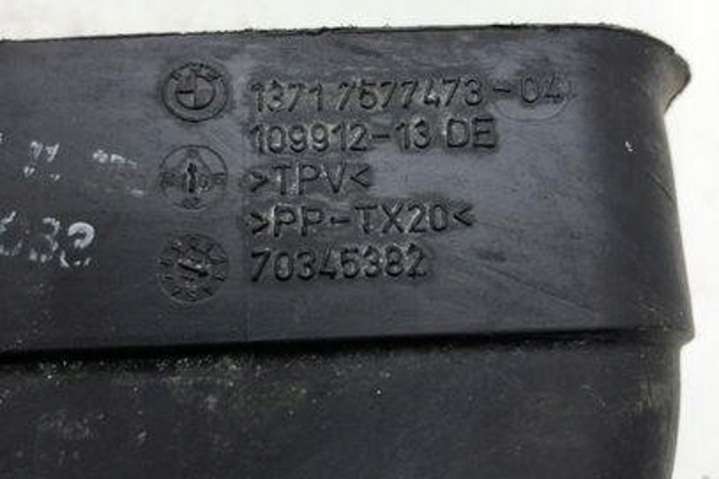 1371 7577473-04
109912-13 DE
>TPV<
>PP-TX20<
70345382